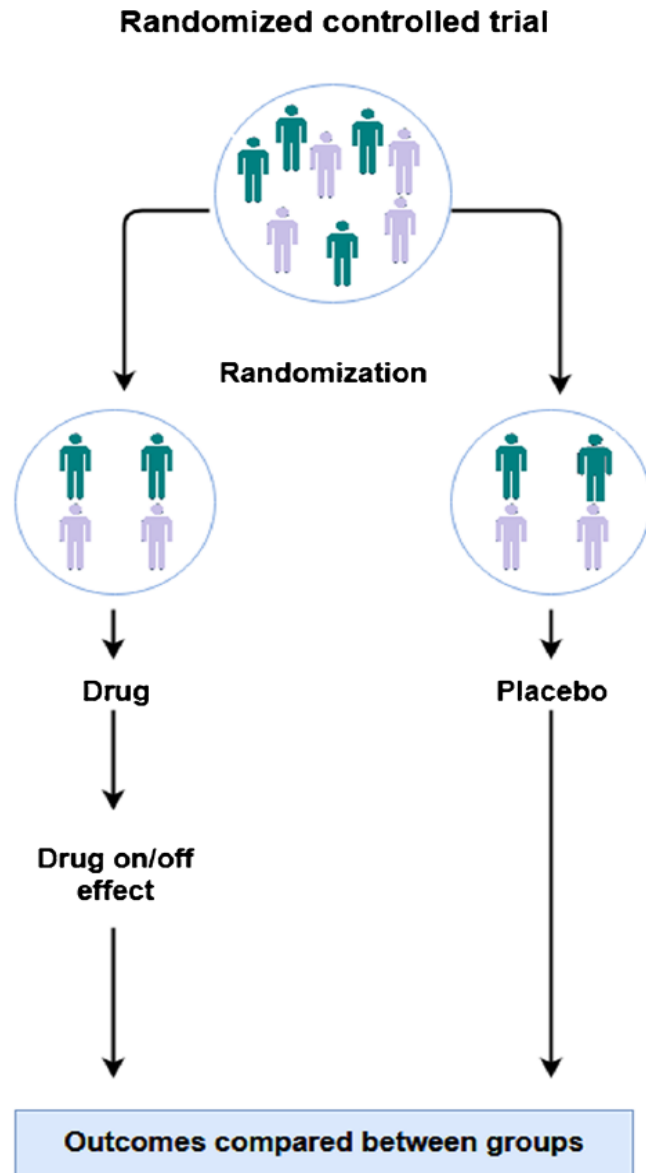 Randomized controlled trial
Randomization
Drug
Placebo
Drug on/off
effect
Outcomes compared between groups